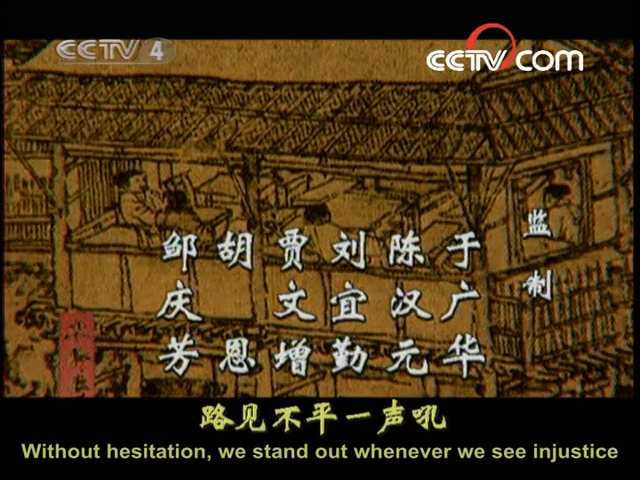 CCTV 4
CCTV.com
监制
于广华
陈汉元
刘宜勤
贾文增
胡恩
邹庆芳
路见不平一声吼
Without hesitation, we stand out whenever we see injustice